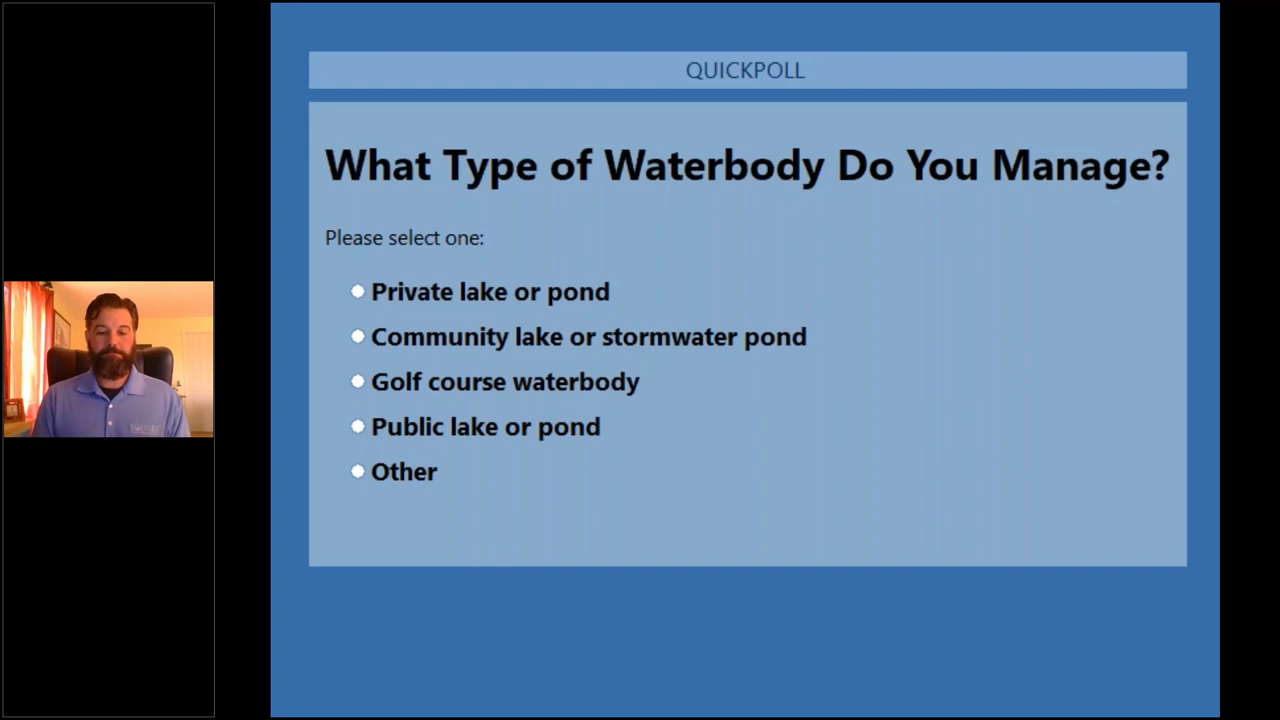 QUICKPOLL
What Type of Waterbody Do You Manage?
Please select one:
Private lake or pond
Community lake or stormwater pond
Golf course waterbody
Public lake or pond
Other